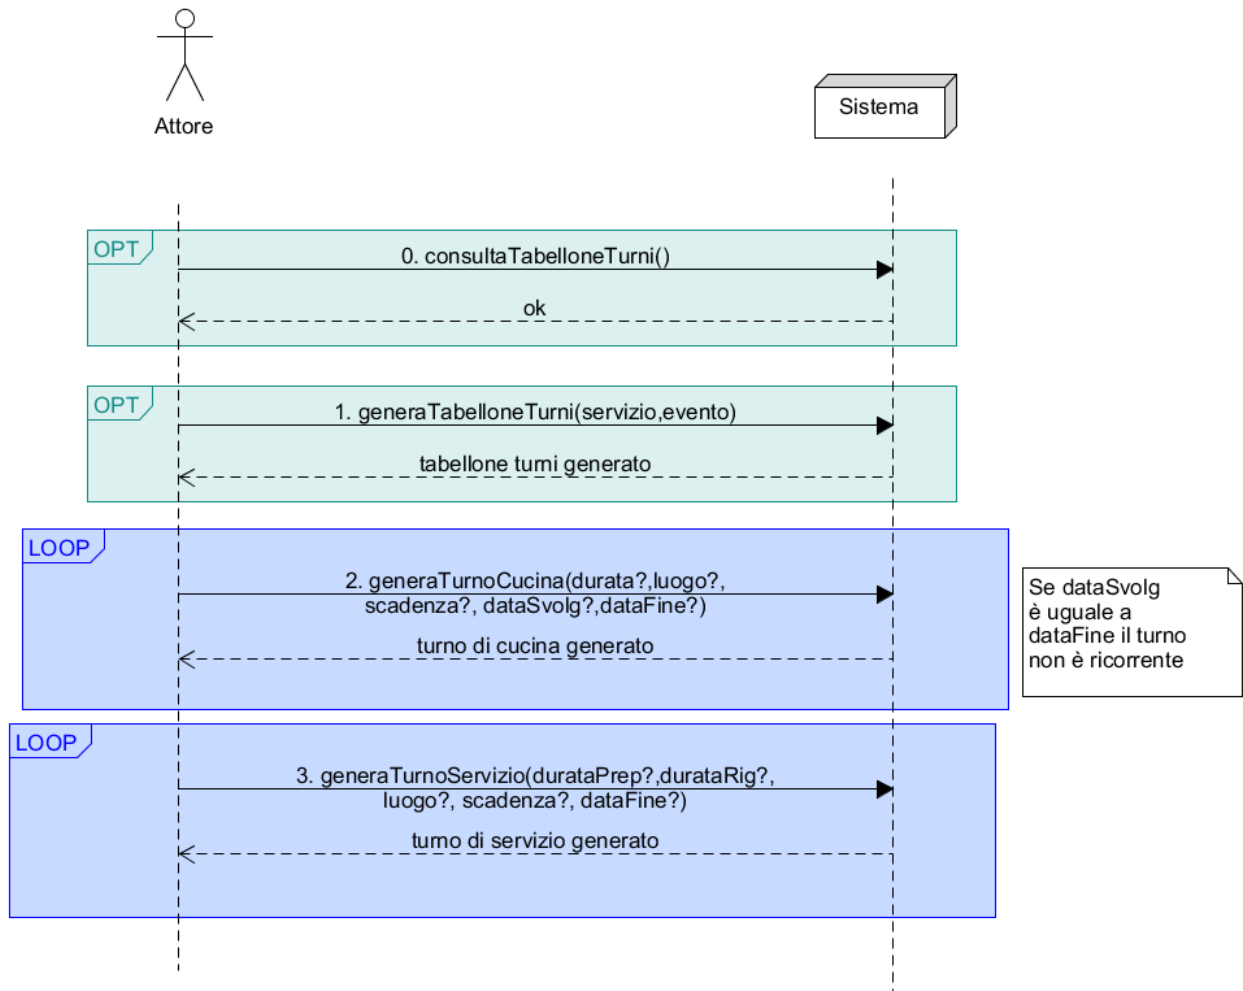 Attore
Sistema
OPT
0. consultaTabelloneTurni()
ok
OPT
1. generaTabelloneTurni(servizio,evento)
tabellone turni generato
LOOP
2. generaTurnoCucina(durata?,luogo?,
scadenza?, dataSvolg?,dataFine?)
turno di cucina generato
Se dataSvolg
è uguale a
dataFine il turno
non è ricorrente
LOOP
3. generaTurnoServizio(durataPrep?,durataRig?,
luogo?, scadenza?, dataFine?)
turno di servizio generato